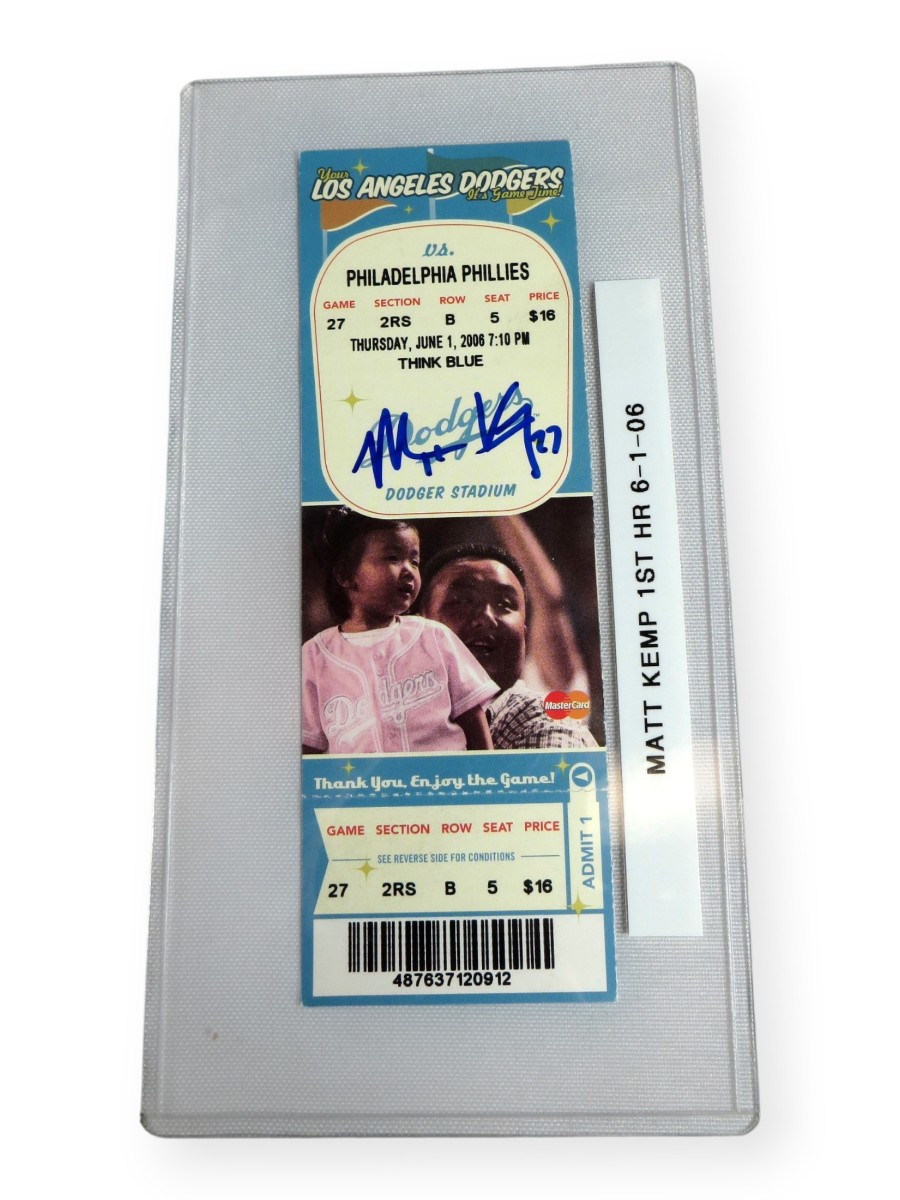 Your
LOS ANGELES DODGERS
It's Game Time!
vs.
PHILADELPHIA PHILLIES
GAME SECTION ROW SEAT PRICE
27 2RS B 5 $16
THURSDAY, JUNE 1, 2006 7:10 PM
THINK BLUE
Dodgers
27
DODGER STADIUM
Dodgers
MasterCard
Thank You, Enjoy the Game!
GAME SECTION ROW SEAT PRICE
SEE REVERSE SIDE FOR CONDITIONS
27 2RS B 5 $16
ADMIT 1
487637120912
MATT KEMP 1ST HR 6-1-06